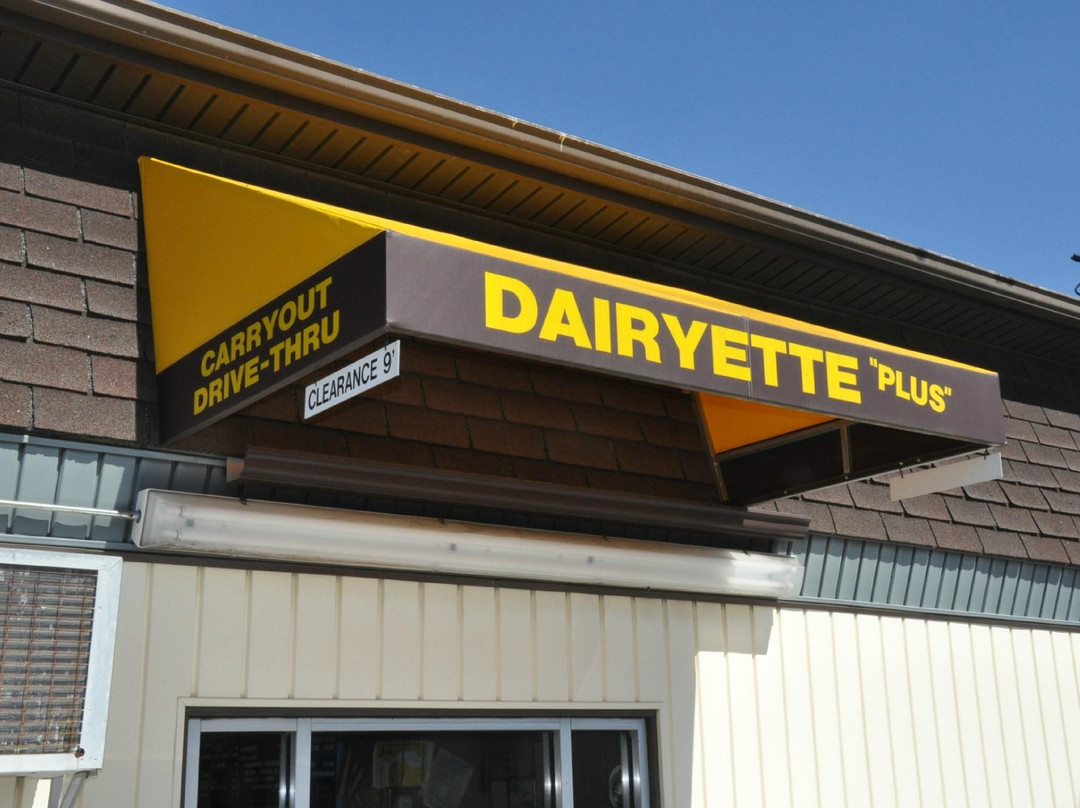 CARRYOUT
DRIVE-THRU
CLEARANCE 9'
DAIRYETTE "PLUS"